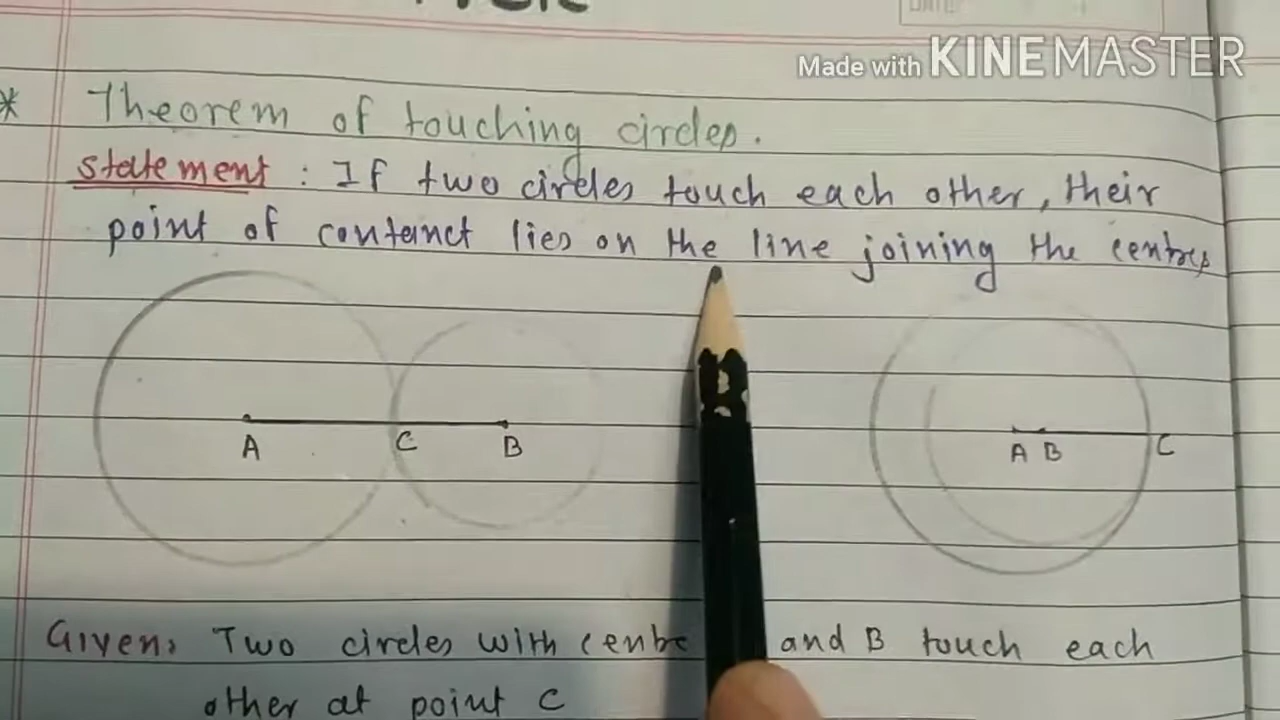 Made with KINEMASTER
* Theorem of touching circles.
statement : If two circles touch each other, their
point of contanct lies on the line joining the centres
A C B
A B C
Given, Two circles with centre and B touch each
other at point C